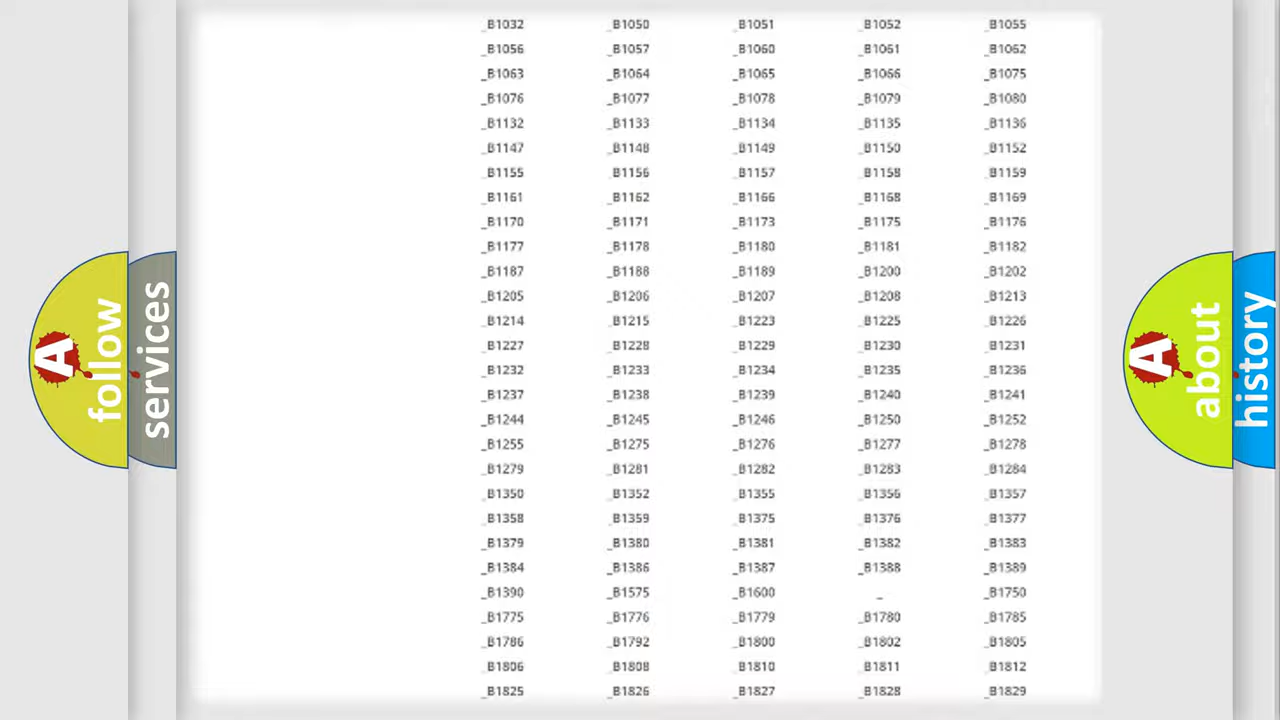 _B1032 _B1050 _B1051 _B1052 _B1055
_B1056 _B1057 _B1060 _B1061 _B1062
_B1063 _B1064 _B1065 _B1066 _B1075
_B1076 _B1077 _B1078 _B1079 _B1080
_B1132 _B1133 _B1134 _B1135 _B1136
_B1147 _B1148 _B1149 _B1150 _B1152
_B1155 _B1156 _B1157 _B1158 _B1159
_B1161 _B1162 _B1166 _B1168 _B1169
_B1170 _B1171 _B1173 _B1175 _B1176
_B1177 _B1178 _B1180 _B1181 _B1182
_B1187 _B1188 _B1189 _B1200 _B1202
_B1205 _B1206 _B1207 _B1208 _B1213
_B1214 _B1215 _B1223 _B1225 _B1226
_B1227 _B1228 _B1229 _B1230 _B1231
_B1232 _B1233 _B1234 _B1235 _B1236
_B1237 _B1238 _B1239 _B1240 _B1241
_B1244 _B1245 _B1246 _B1250 _B1252
_B1255 _B1275 _B1276 _B1277 _B1278
_B1279 _B1281 _B1282 _B1283 _B1284
_B1350 _B1352 _B1355 _B1356 _B1357
_B1358 _B1359 _B1375 _B1376 _B1377
_B1379 _B1380 _B1381 _B1382 _B1383
_B1384 _B1386 _B1387 _B1388 _B1389
_B1390 _B1575 _B1600 _ _B1750
_B1775 _B1776 _B1779 _B1780 _B1785
_B1786 _B1792 _B1800 _B1802 _B1805
_B1806 _B1808 _B1810 _B1811 _B1812
_B1825 _B1826 _B1827 _B1828 _B1829
A follow
services
A about
history